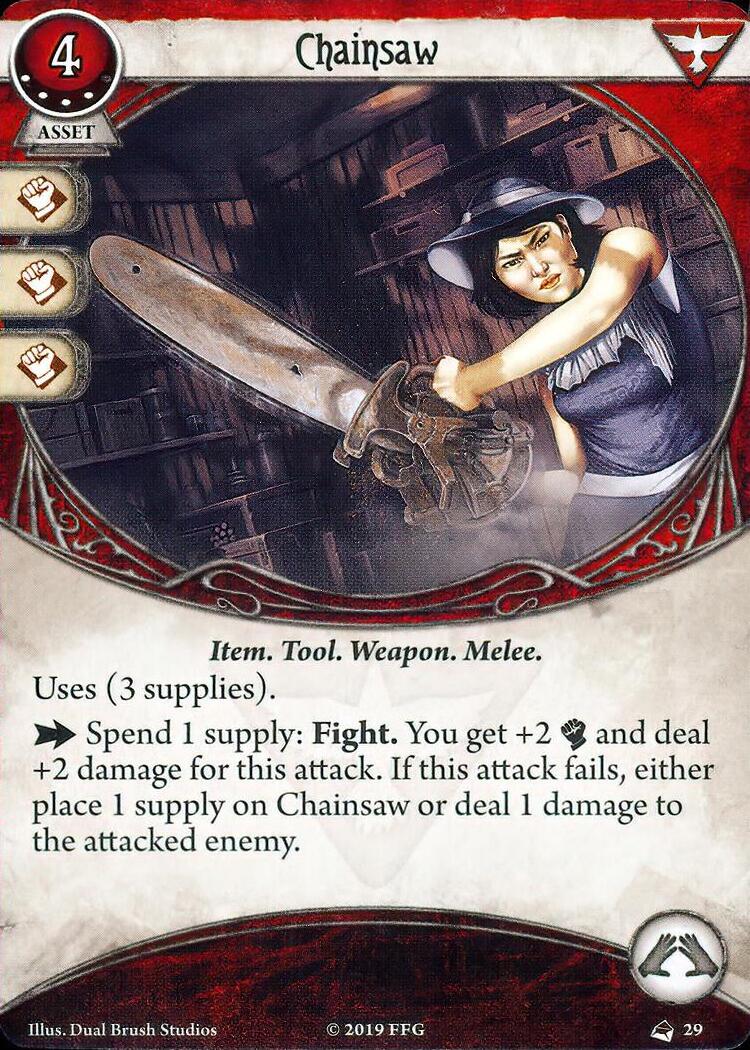 4
Chainsaw
ASSET
Item. Tool. Weapon. Melee.
Uses (3 supplies).
Spend 1 supply: Fight. You get +2 and deal
+2 damage for this attack. If this attack fails, either
place 1 supply on Chainsaw or deal 1 damage to
the attacked enemy.
Illus. Dual Brush Studios
© 2019 FFG
29